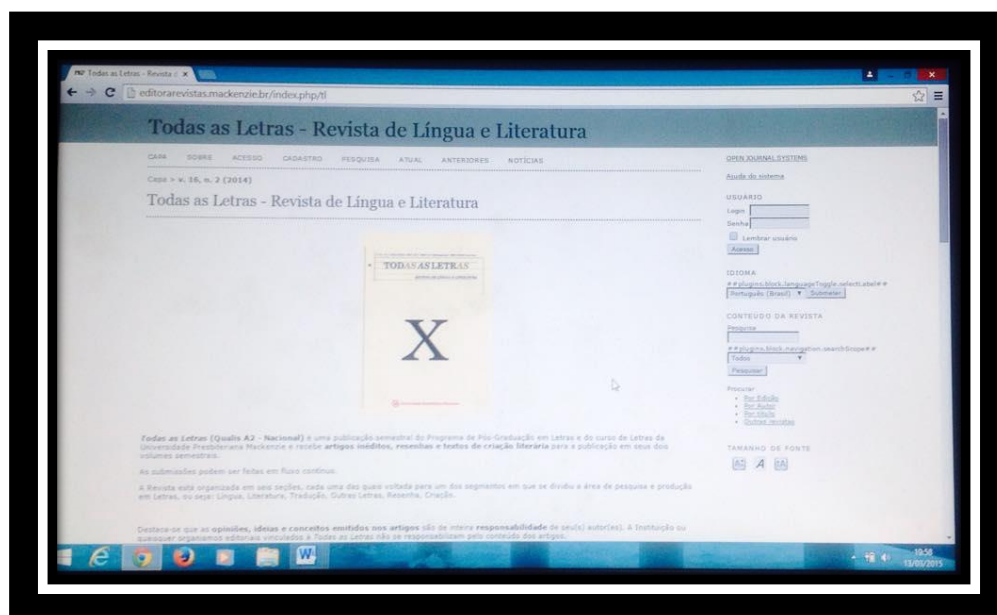 Todas as Letras - Revista d
editorarevistas.mackenzie.br/index.php/tl
Todas as Letras - Revista de Língua e Literatura
CAPA SOBRE ACESSO CADASTRO PESQUISA ATUAL ANTERIORES NOTÍCIAS
Capa > v. 16, n. 2 (2014)
Todas as Letras - Revista de Língua e Literatura
TODAS AS LETRAS
X
Todas as Letras (Qualis A2 - Nacional) é uma publicação semestral do Programa de Pós-Graduação em Letras e do curso de Letras da
Universidade Presbiteriana Mackenzie e recebe artigos inéditos, resenhas e textos de criação literária para a publicação em seus dois
volumes semestrais.
As submissões podem ser feitas em fluxo contínuo.
A Revista está organizada em seis seções, cada uma das quais voltada para um dos segmentos em que se dividiu a área de pesquisa e produção
em Letras, ou seja: Língua, Literatura, Tradução, Outras Letras, Resenha, Criação.
Destaca-se que as opiniões, ideias e conceitos emitidos nos artigos são de inteira responsabilidade de seu(s) autor(es). A Instituição ou
quaisquer organismos editoriais vinculados à Todas as Letras não se responsabilizam pelo conteúdo dos artigos.
OPEN JOURNAL SYSTEMS
Ajuda do sistema
USUÁRIO
Login
Senha
Lembrar usuário
Acesso
IDIOMA
##plugins.block.languageToggle.selectLabel##
Português (Brasil) Submeter
CONTEÚDO DA REVISTA
Pesquisa
##plugins.block.navigation.searchScope##
Todos
Pesquisar
Procurar
Por Edição
Por Autor
Por título
Outras revistas
TAMANHO DE FONTE
A A A
W
10:58
13/03/2015